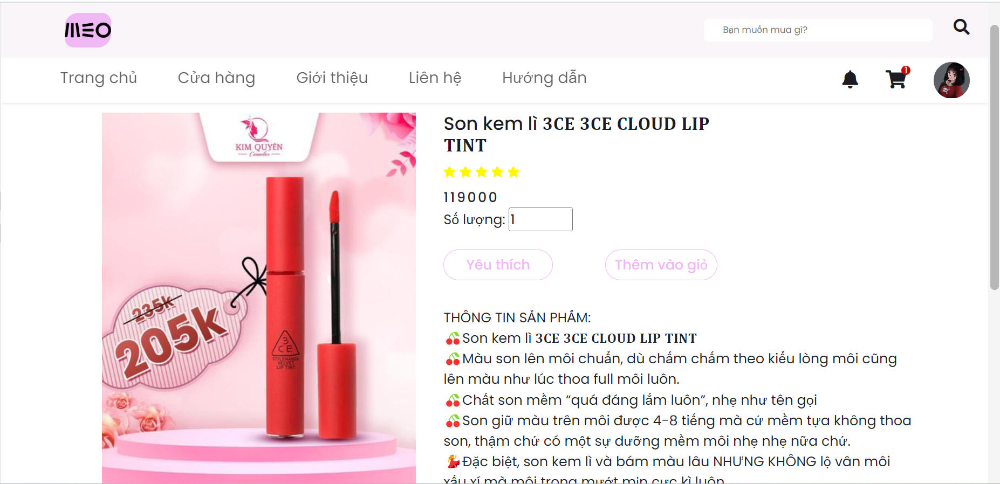 MEO
Bạn muốn mua gì?
Trang chủ
Cửa hàng
Giới thiệu
Liên hệ
Hướng dẫn
1
KIM QUYÊN
Cosmetics
235k
205k
3
CE
STYLENANDA
VELVET
LIP TINT
Son kem lì 3CE 3CE CLOUD LIP
TINT
119000
Số lượng: 1
Yêu thích
Thêm vào giỏ
THÔNG TIN SẢN PHẨM:
🍒Son kem lì 3CE 3CE CLOUD LIP TINT
🍒Màu son lên môi chuẩn, dù chấm chấm theo kiểu lòng môi cũng
lên màu như lúc thoa full môi luôn.
🍒Chất son mềm “quá đáng lắm luôn”, nhẹ như tên gọi
🍒Son giữ màu trên môi được 4-8 tiếng mà cứ mềm tựa không thoa
son, thậm chứ có một sự dưỡng mềm môi nhẹ nhẹ nữa chứ.
💃Đặc biệt, son kem lì và bám màu lâu NHƯNG KHÔNG lộ vân môi
xấu xí mà môi trong mướt mịn cực kì luôn